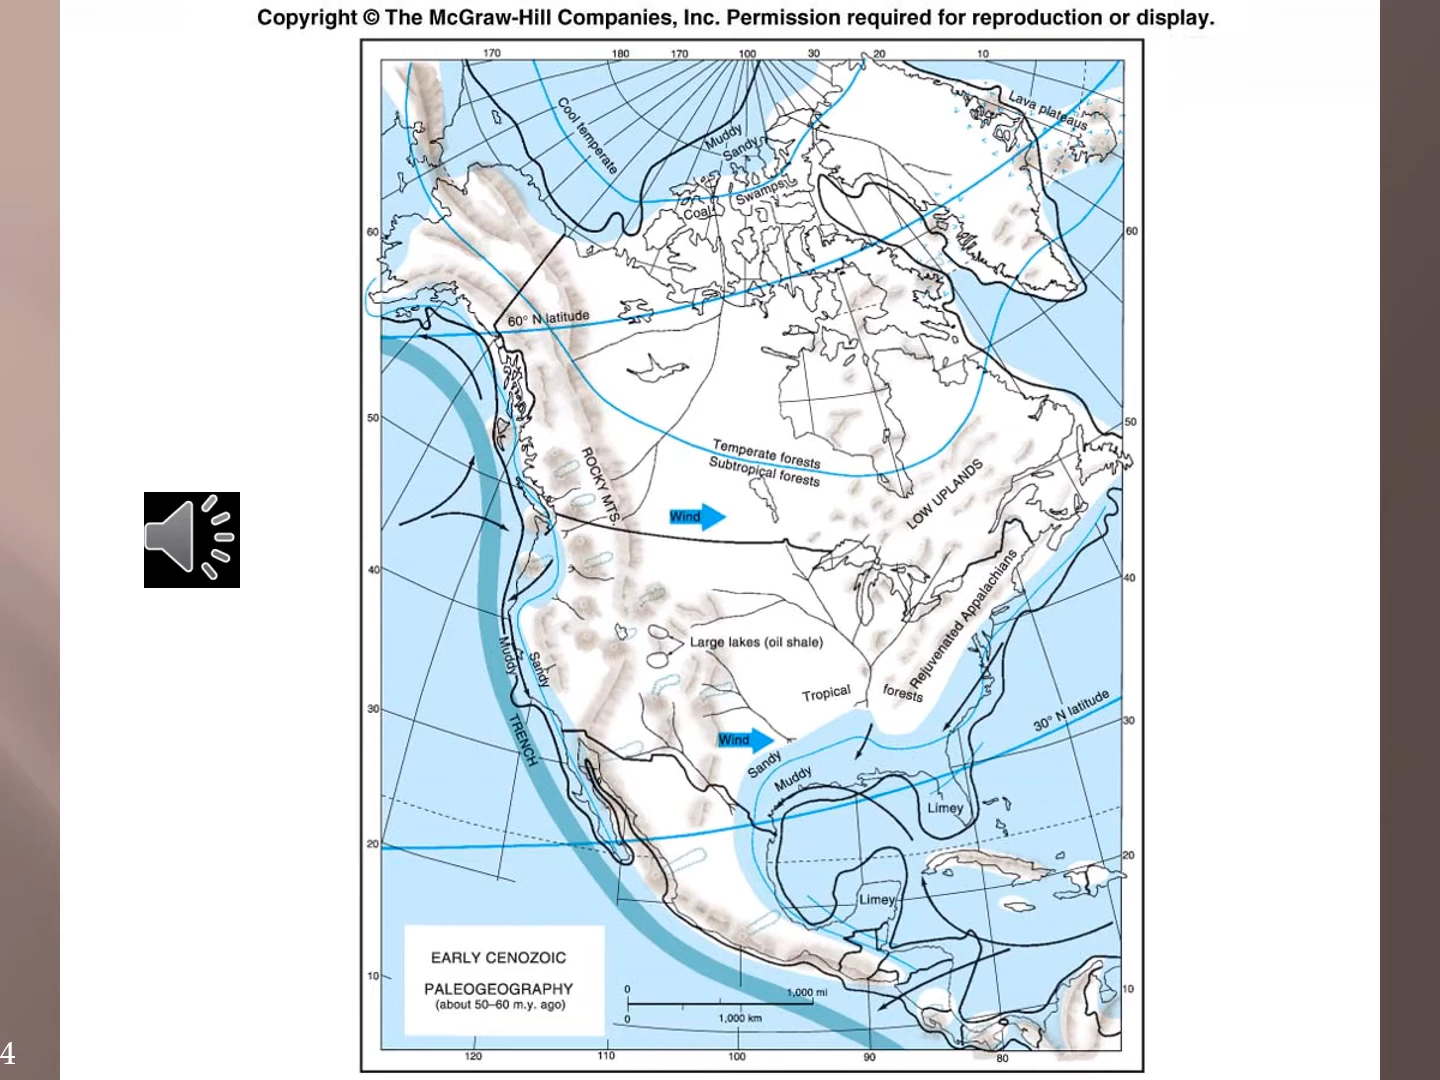 Copyright © The McGraw-Hill Companies, Inc. Permission required for reproduction or display.
170 180 170 100 30 20 10
Lava plateaus
Cool temperate
Muddy
Sandy
Swamps
Coal
60 60
60° N latitude
50 50
Temperate forests
Subtropical forests
ROCKY MTS.
LOW UPLANDS
Wind
40 40
Rejuvenated Appalachians
Large lakes (oil shale)
Muddy
Sandy
Tropical forests
30 30
30° N latitude
TRENCH
Wind
Sandy
Muddy
Limey
20 20
Limey
EARLY CENOZOIC
PALEOGEOGRAPHY
(about 50–60 m.y. ago)
10 10
0 1,000 mi
0 1,000 km
120 110 100 90 80
4